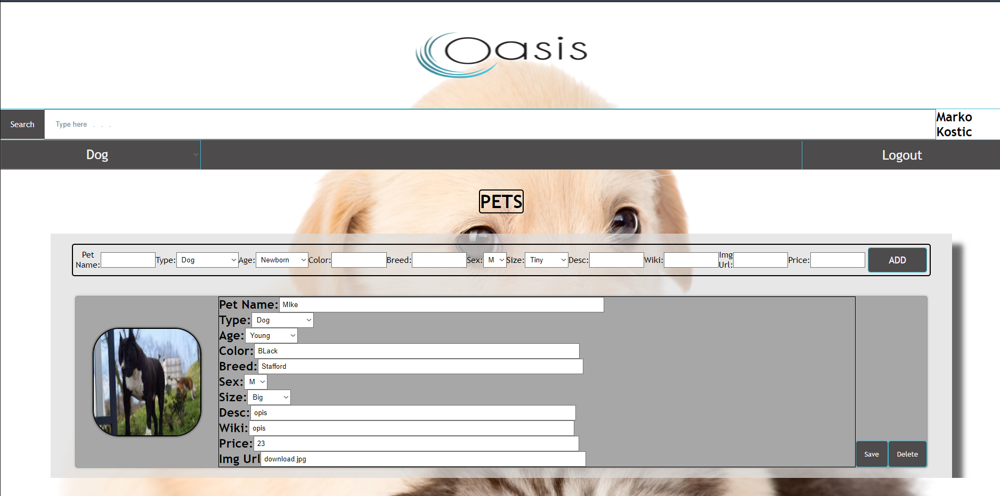 Oasis
Search Type here . . .
Marko
Kostic
Dog Logout
PETS
Pet Name: Type: Dog Age: Newborn Color: Breed: Sex: M Size: Tiny Desc: Wiki: Img Url: Price: ADD
Pet Name: MIke
Type: Dog
Age: Young
Color: BLack
Breed: Stafford
Sex: M
Size: Big
Desc: opis
Wiki: opis
Price: 23
Img Url download.jpg
Save Delete